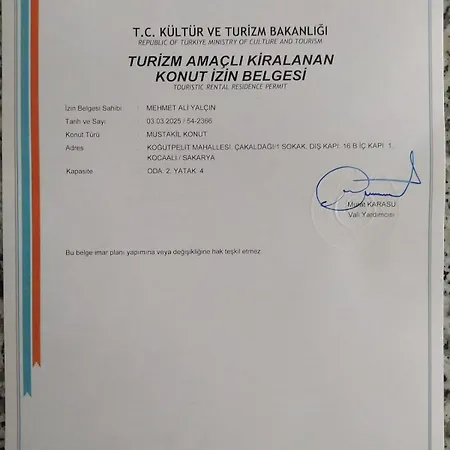 T.C. KÜLTÜR VE TURİZM BAKANLIĞI
REPUBLIC OF TÜRKİYE MINISTRY OF CULTURE AND TOURISM
TURİZM AMAÇLI KİRALANAN
KONUT İZİN BELGESİ
TOURISTIC RENTAL RESIDENCE PERMIT
İzin Belgesi Sahibi : MEHMET ALİ YALÇIN
Tarih ve Sayı : 03.03.2025 / 54-2366
Konut Türü : MÜSTAKİL KONUT
Adres : KOĞUTPELİT MAHALLESİ, ÇAKALDAĞI/1 SOKAK, DIŞ KAPI: 16 B İÇ KAPI: 1,
KOCAALİ / SAKARYA
Kapasite : ODA: 2, YATAK: 4
Murat KARASU
Vali Yardımcısı
Bu belge imar planı yapımına veya değişikliğine hak teşkil etmez.